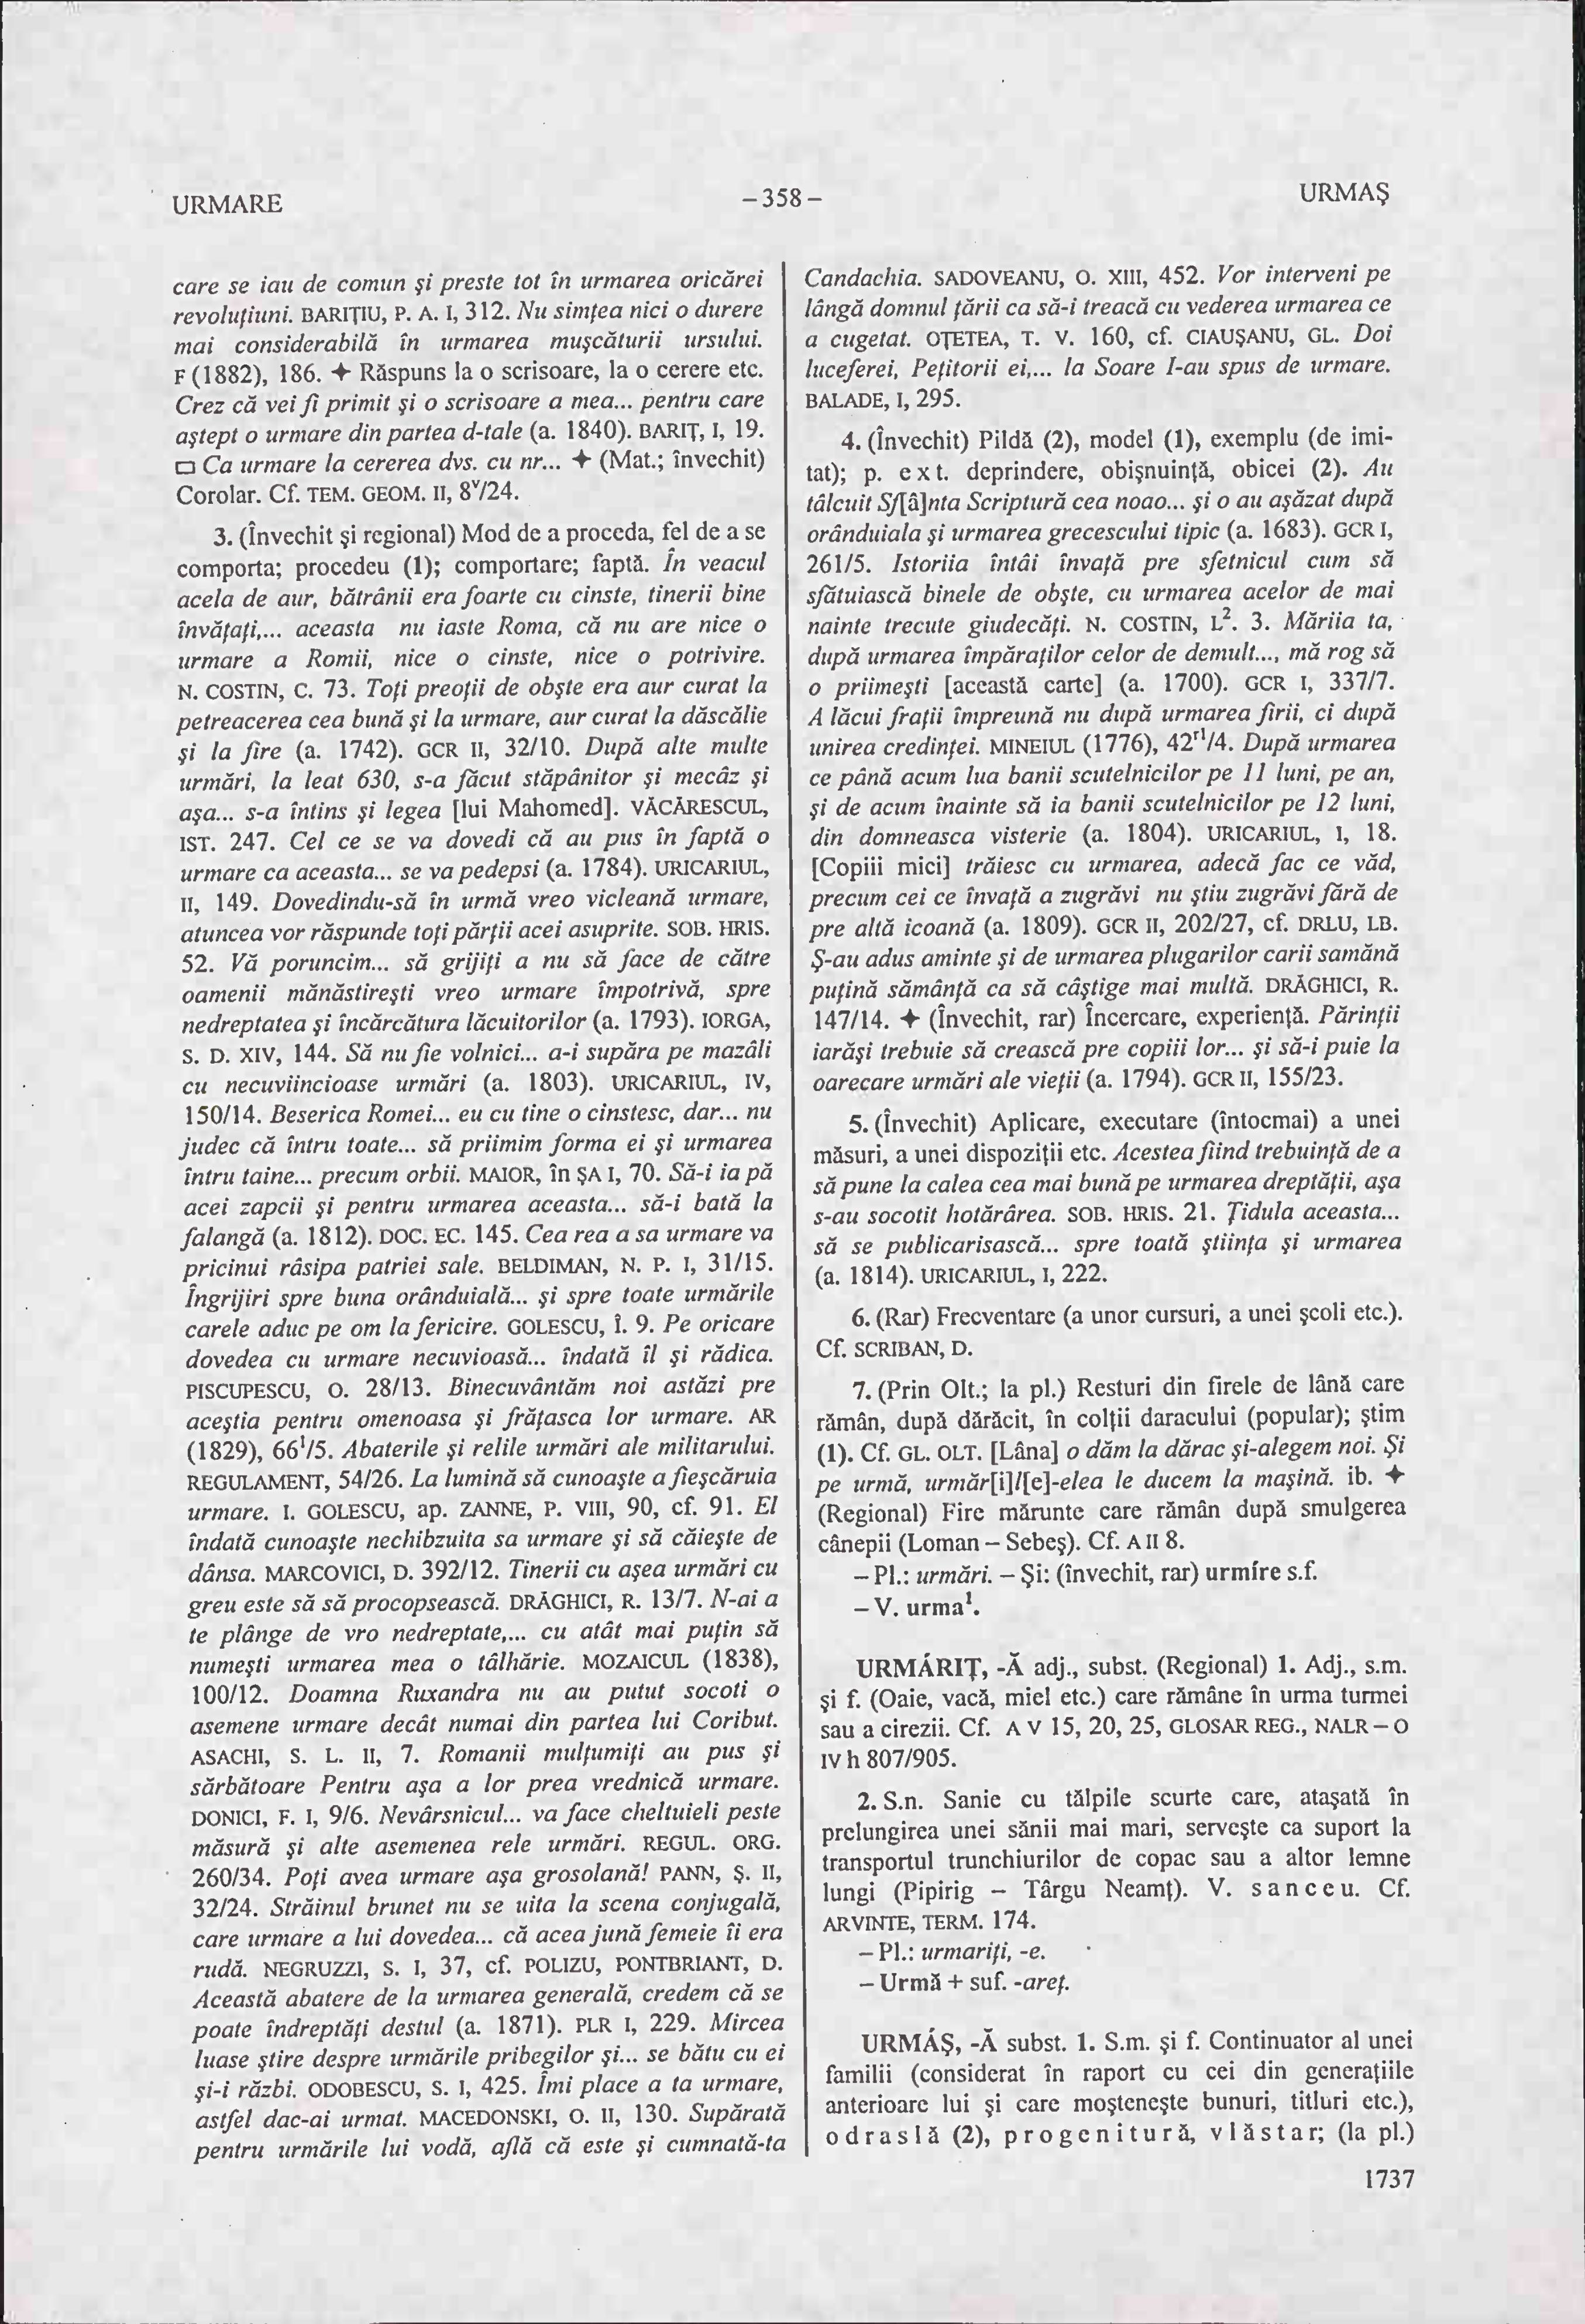 URMARE
–358–
URMAŞ
care se iau de comun şi preste tot în urmarea oricărei
revoluţiuni. BARIŢIU, P. A. I, 312. Nu simţea nici o durere
mai considerabilă în urmarea muşcăturii ursului.
F (1882), 186. ✦ Răspuns la o scrisoare, la o cerere etc.
Crez că vei fi primit şi o scrisoare a mea... pentru care
aştept o urmare din partea d-tale (a. 1840). BARIŢ, I, 19.
□ Ca urmare la cererea dvs. cu nr... ✦ (Mat.; învechit)
Corolar. Cf. TEM. GEOM. II, 8ᵛ/24.
3. (Învechit şi regional) Mod de a proceda, fel de a se
comporta; procedeu (1); comportare; faptă. În veacul
acela de aur, bătrânii era foarte cu cinste, tinerii bine
învăţaţi,... aceasta nu iaste Roma, că nu are nice o
urmare a Romii, nice o cinste, nice o potrivire.
N. COSTIN, C. 73. Toţi preoţii de obşte era aur curat la
petreacerea cea bună şi la urmare, aur curat la dăscălie
şi la fire (a. 1742). GCR II, 32/10. După alte multe
urmări, la leat 630, s-a făcut stăpânitor şi mecâz şi
aşa... s-a întins şi legea [lui Mahomed]. VĂCĂRESCUL,
IST. 247. Cel ce se va dovedi că au pus în faptă o
urmare ca aceasta... se va pedepsi (a. 1784). URICARIUL,
II, 149. Dovedindu-să în urmă vreo vicleană urmare,
atuncea vor răspunde toţi părţii acei asuprite. SOB. HRIS.
52. Vă poruncim... să grijiţi a nu să face de către
oamenii mănăstireşti vreo urmare împotrivă, spre
nedreptatea şi încărcătura lăcuitorilor (a. 1793). IORGA,
S. D. XIV, 144. Să nu fie volnici... a-i supăra pe mazâli
cu necuviincioase urmări (a. 1803). URICARIUL, IV,
150/14. Beserica Romei... eu cu tine o cinstesc, dar... nu
judec că întru toate... să priimim forma ei şi urmarea
întru taine... precum orbii. MAIOR, în ŞA I, 70. Să-i ia pă
acei zapcii şi pentru urmarea aceasta... să-i bată la
falangă (a. 1812). DOC. EC. 145. Cea rea a sa urmare va
pricinui râsipa patriei sale. BELDIMAN, N. P. I, 31/15.
Îngrijiri spre buna orânduială... şi spre toate urmările
carele aduc pe om la fericire. GOLESCU, Î. 9. Pe oricare
dovedea cu urmare necuvioasă... îndată îl şi rădica.
PISCUPESCU, O. 28/13. Binecuvântăm noi astăzi pre
aceştia pentru omenoasa şi frăţasca lor urmare. AR
(1829), 66¹/5. Abaterile şi relile urmări ale militarului.
REGULAMENT, 54/26. La lumină să cunoaşte a fieşcăruia
urmare. I. GOLESCU, ap. ZANNE, P. VIII, 90, cf. 91. El
îndată cunoaşte nechibzuita sa urmare şi să căieşte de
dânsa. MARCOVICI, D. 392/12. Tinerii cu aşea urmări cu
greu este să să procopsească. DRĂGHICI, R. 13/7. N-ai a
te plânge de vro nedreptate,... cu atât mai puţin să
numeşti urmarea mea o tâlhărie. MOZAICUL (1838),
100/12. Doamna Ruxandra nu au putut socoti o
asemene urmare decât numai din partea lui Coribut.
ASACHI, S. L. II, 7. Romanii mulţumiţi au pus şi
sărbătoare Pentru aşa a lor prea vrednică urmare.
DONICI, F. I, 9/6. Nevârsnicul... va face cheltuieli peste
măsură şi alte asemenea rele urmări. REGUL. ORG.
260/34. Poţi avea urmare aşa grosolană! PANN, Ş. II,
32/24. Străinul brunet nu se uita la scena conjugală,
care urmare a lui dovedea... că acea jună femeie îi era
rudă. NEGRUZZI, S. I, 37, cf. POLIZU, PONTBRIANT, D.
Această abatere de la urmarea generală, credem că se
poate îndreptăţi destul (a. 1871). PLR I, 229. Mircea
luase ştire despre urmările pribegilor şi... se bătu cu ei
şi-i răzbi. ODOBESCU, S. I, 425. Îmi place a ta urmare,
astfel dac-ai urmat. MACEDONSKI, O. II, 130. Supărată
pentru urmările lui vodă, află că este şi cumnată-ta
Candachia. SADOVEANU, O. XIII, 452. Vor interveni pe
lângă domnul ţării ca să-i treacă cu vederea urmarea ce
a cugetat. OŢETEA, T. V. 160, cf. CIAUŞANU, GL. Doi
luceferei, Peţitorii ei,... la Soare I-au spus de urmare.
BALADE, I, 295.
4. (Învechit) Pildă (2), model (1), exemplu (de imi-
tat); p. ext. deprindere, obişnuinţă, obicei (2). Au
tâlcuit Sf[â]nta Scriptură cea noao... şi o au aşăzat după
orânduiala şi urmarea grecescului tipic (a. 1683). GCR I,
261/5. Istoriia întâi învaţă pre sfetnicul cum să
sfătuiască binele de obşte, cu urmarea acelor de mai
nainte trecute giudecăţi. N. COSTIN, L². 3. Măriia ta,
după urmarea împăraţilor celor de demult..., mă rog să
o priimeşti [această carte] (a. 1700). GCR I, 337/7.
A lăcui fraţii împreună nu după urmarea firii, ci după
unirea credinţei. MINEIUL (1776), 42ʳ¹/4. După urmarea
ce până acum lua banii scutelnicilor pe 11 luni, pe an,
şi de acum înainte să ia banii scutelnicilor pe 12 luni,
din domneasca visterie (a. 1804). URICARIUL, I, 18.
[Copiii mici] trăiesc cu urmarea, adecă fac ce văd,
precum cei ce învaţă a zugrăvi nu ştiu zugrăvi fără de
pre altă icoană (a. 1809). GCR II, 202/27, cf. DRLU, LB.
Ş-au adus aminte şi de urmarea plugarilor carii samănă
puţină sămânţă ca să câştige mai multă. DRĂGHICI, R.
147/14. ✦ (Învechit, rar) Încercare, experienţă. Părinţii
iarăşi trebuie să crească pre copiii lor... şi să-i puie la
oarecare urmări ale vieţii (a. 1794). GCR II, 155/23.
5. (Învechit) Aplicare, executare (întocmai) a unei
măsuri, a unei dispoziţii etc. Acestea fiind trebuinţă de a
să pune la calea cea mai bună pe urmarea dreptăţii, aşa
s-au socotit hotărârea. SOB. HRIS. 21. Ţidula aceasta...
să se publicarisască... spre toată ştiinţa şi urmarea
(a. 1814). URICARIUL, I, 222.
6. (Rar) Frecventare (a unor cursuri, a unei şcoli etc.).
Cf. SCRIBAN, D.
7. (Prin Olt.; la pl.) Resturi din firele de lână care
rămân, după dărăcit, în colţii daracului (popular); ştim
(1). Cf. GL. OLT. [Lâna] o dăm la dărac şi-alegem noi. Şi
pe urmă, urmăr[i]l[e]-elea le ducem la maşină. ib. ✦
(Regional) Fire mărunte care rămân după smulgerea
cânepii (Loman – Sebeş). Cf. A II 8.
– Pl.: urmări. – Şi: (învechit, rar) urmíre s.f.
– V. urma¹.
URMÁRIŢ, -Ă adj., subst. (Regional) 1. Adj., s.m.
şi f. (Oaie, vacă, miel etc.) care rămâne în urma turmei
sau a cirezii. Cf. A V 15, 20, 25, GLOSAR REG., NALR – O
IV h 807/905.
2. S.n. Sanie cu tălpile scurte care, ataşată în
prelungirea unei sănii mai mari, serveşte ca suport la
transportul trunchiurilor de copac sau a altor lemne
lungi (Pipirig – Târgu Neamţ). V. sanceu. Cf.
ARVINTE, TERM. 174.
– Pl.: urmariţi, -e.
– Urmă + suf. -areţ.
URMÁŞ, -Ă subst. 1. S.m. şi f. Continuator al unei
familii (considerat în raport cu cei din generaţiile
anterioare lui şi care moşteneşte bunuri, titluri etc.),
odraslă (2), progenitură, vlăstar; (la pl.)
1737